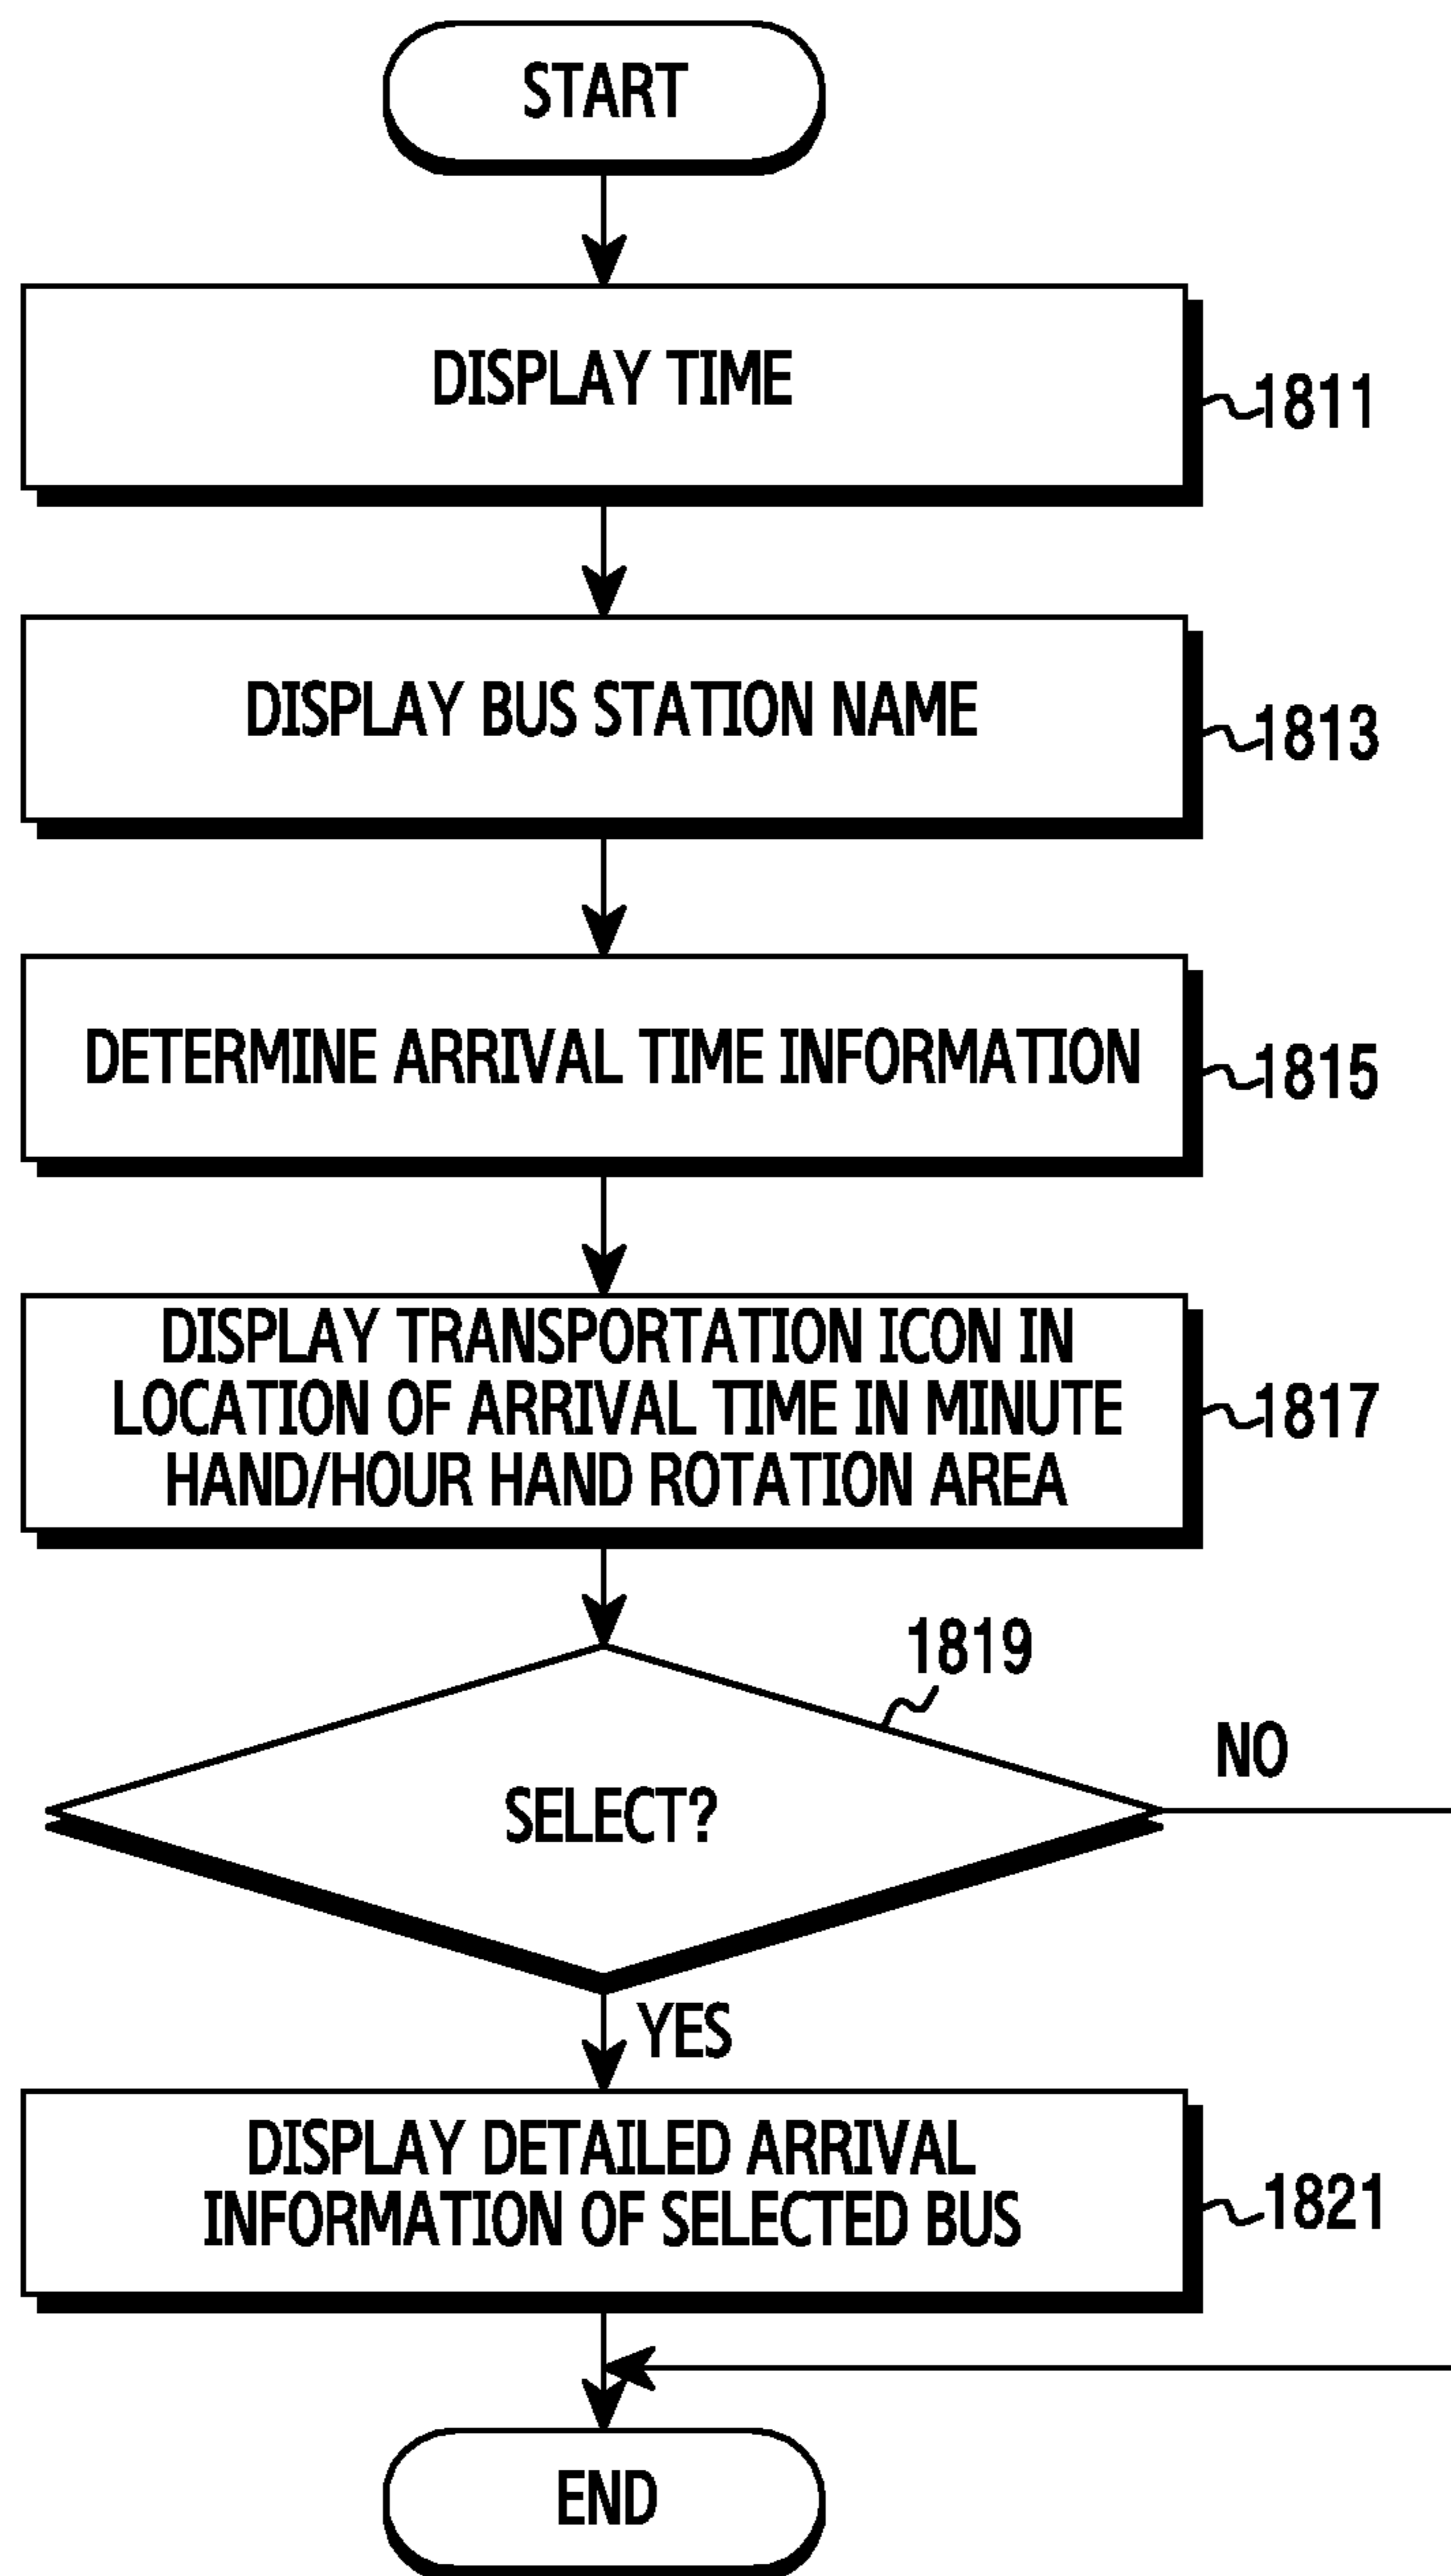 START
DISPLAY TIME
1811
DISPLAY BUS STATION NAME
1813
DETERMINE ARRIVAL TIME INFORMATION
1815
DISPLAY TRANSPORTATION ICON IN
LOCATION OF ARRIVAL TIME IN MINUTE
HAND/HOUR HAND ROTATION AREA
1817
1819
SELECT?
NO
YES
DISPLAY DETAILED ARRIVAL
INFORMATION OF SELECTED BUS
1821
END